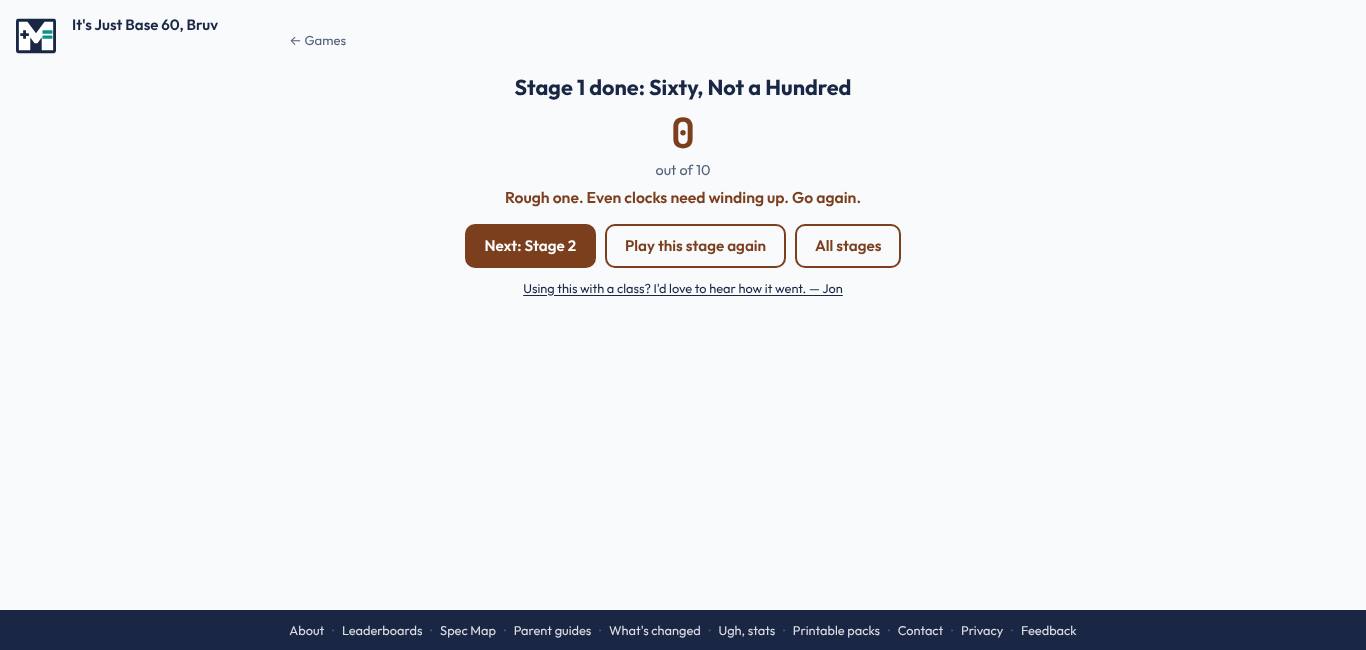 It's Just Base 60, Bruv
← Games
Stage 1 done: Sixty, Not a Hundred
0
out of 10
Rough one. Even clocks need winding up. Go again.
Next: Stage 2
Play this stage again
All stages
Using this with a class? I'd love to hear how it went. — Jon
About · Leaderboards · Spec Map · Parent guides · What's changed · Ugh, stats · Printable packs · Contact · Privacy · Feedback